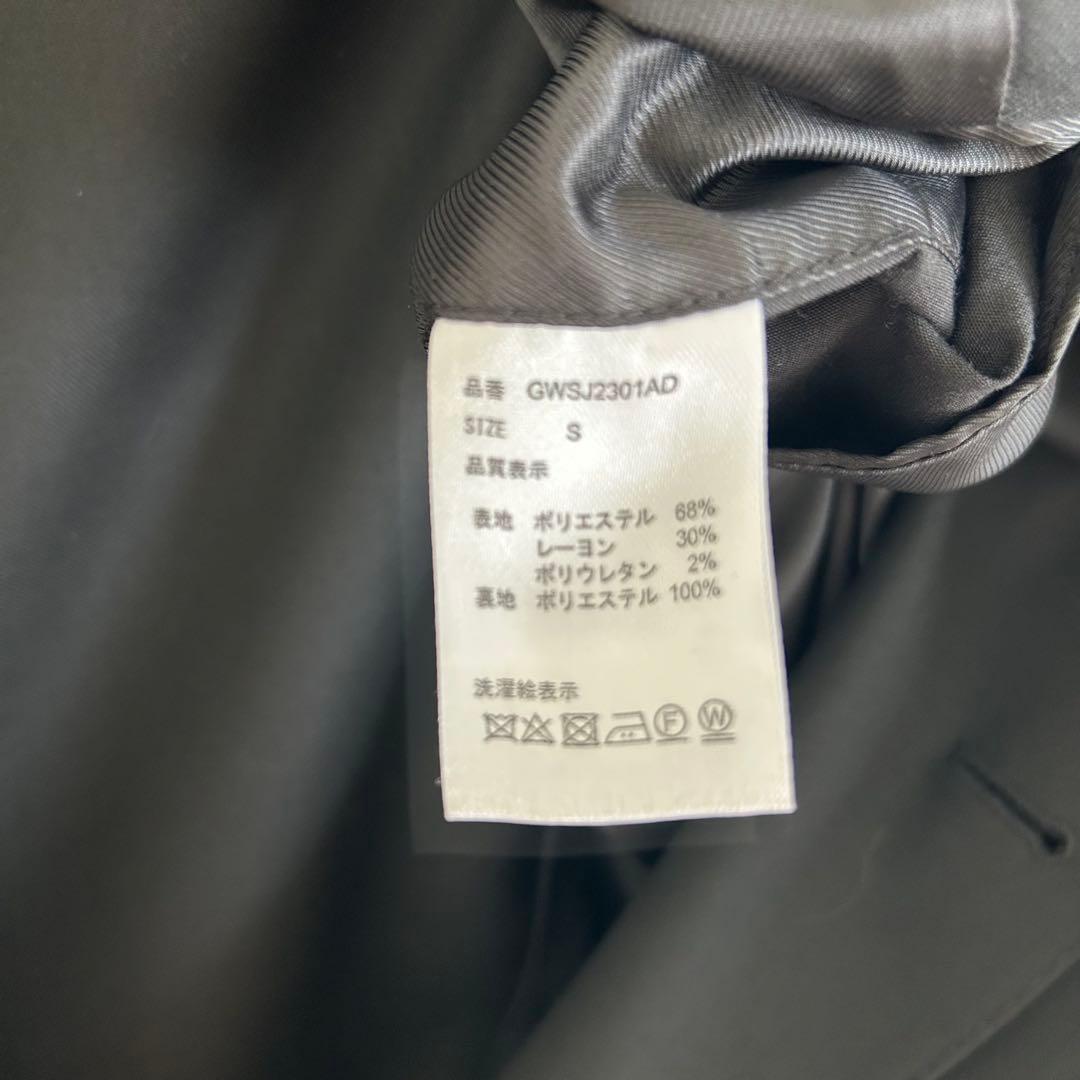 品番 GWSJ2301AD
SIZE S
品質表示
表地 ポリエステル 68%
レーヨン 30%
ポリウレタン 2%
裏地 ポリエステル 100%
洗濯絵表示
F W